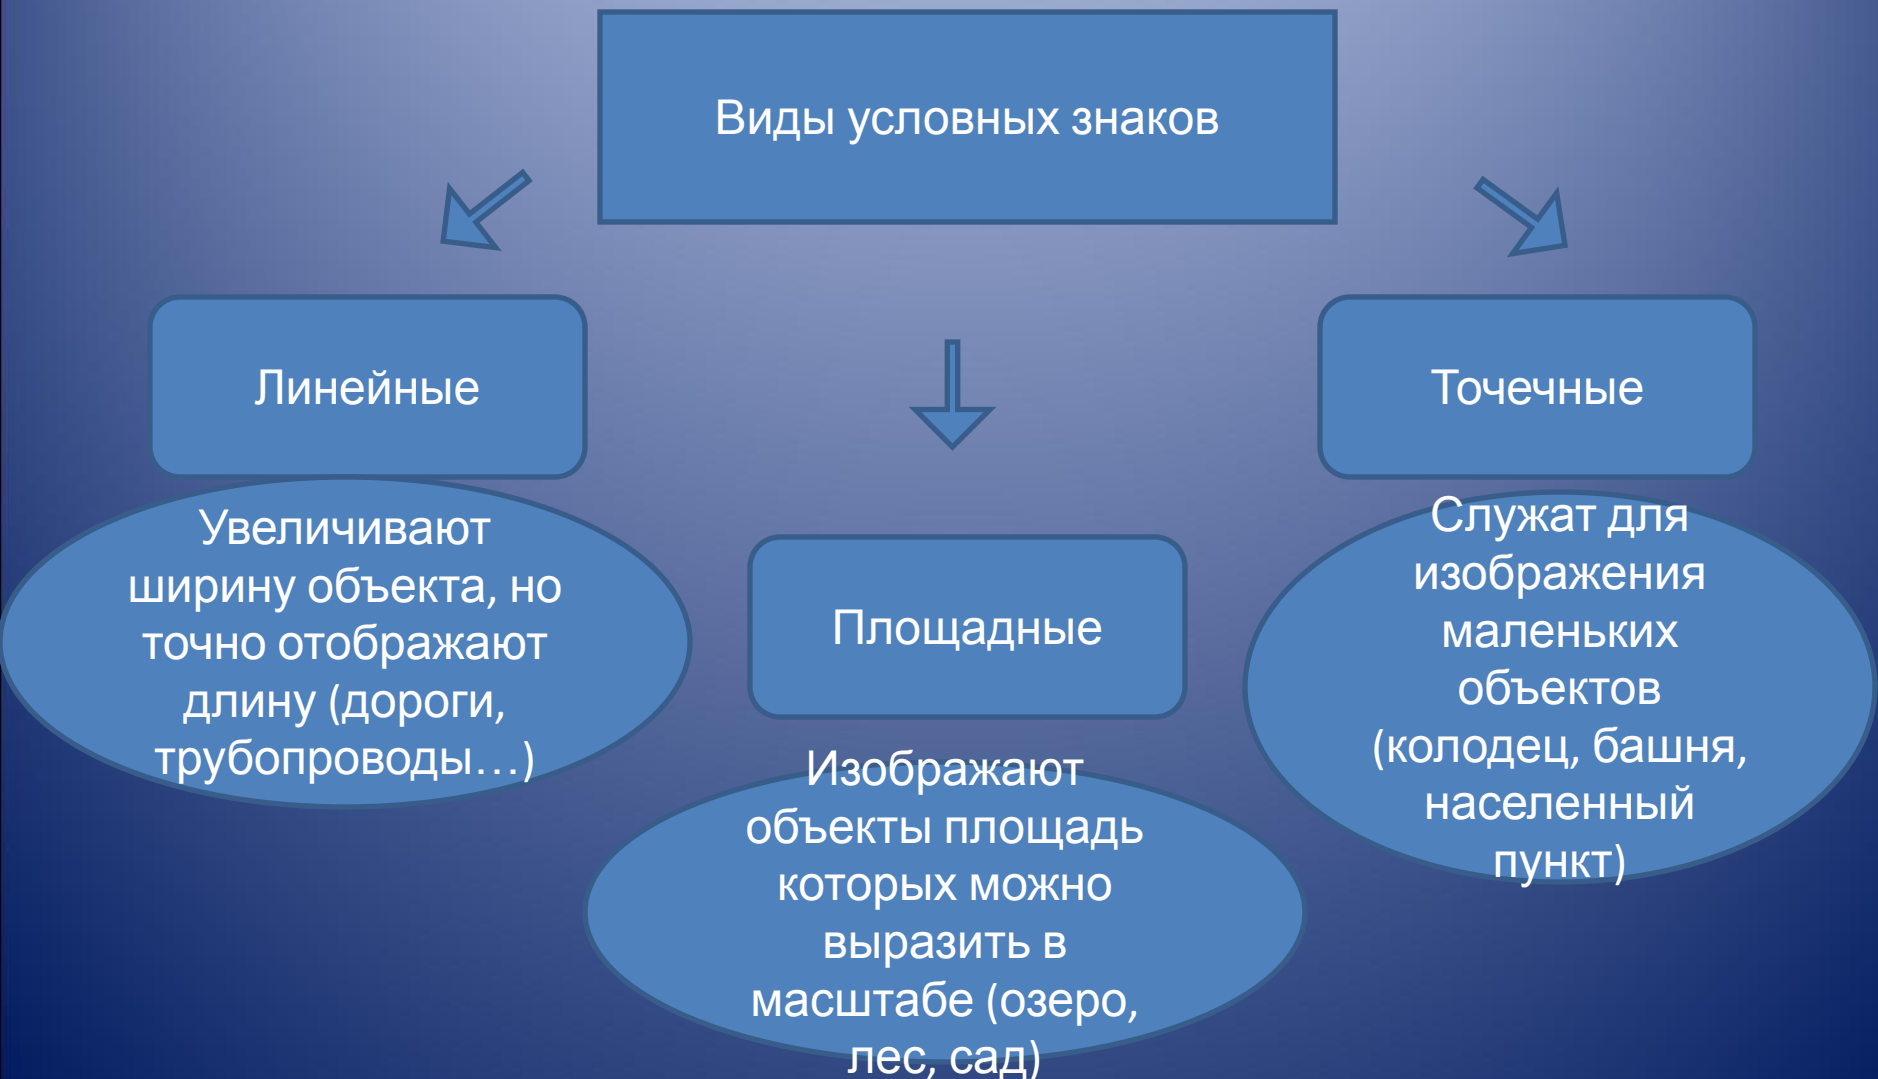 Виды условных знаков
Линейные
Увеличивают
ширину объекта, но
точно отображают
длину (дороги,
трубопроводы…)
Площадные
Изображают
объекты площадь
которых можно
выразить в
масштабе (озеро,
лес, сад)
Точечные
Служат для
изображения
маленьких
объектов
(колодец, башня,
населенный
пункт)